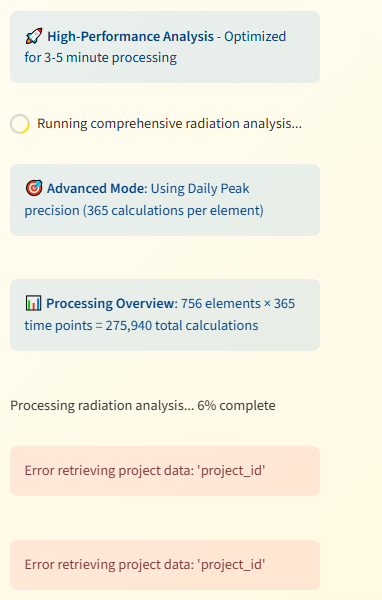 🚀 High-Performance Analysis - Optimized
for 3-5 minute processing
Running comprehensive radiation analysis...
🎯 Advanced Mode: Using Daily Peak
precision (365 calculations per element)
📊 Processing Overview: 756 elements × 365
time points = 275,940 total calculations
Processing radiation analysis... 6% complete
Error retrieving project data: 'project_id'
Error retrieving project data: 'project_id'